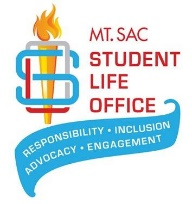 MT. SAC
STUDENT
LIFE
OFFICE
RESPONSIBILITY • INCLUSION
ADVOCACY • ENGAGEMENT